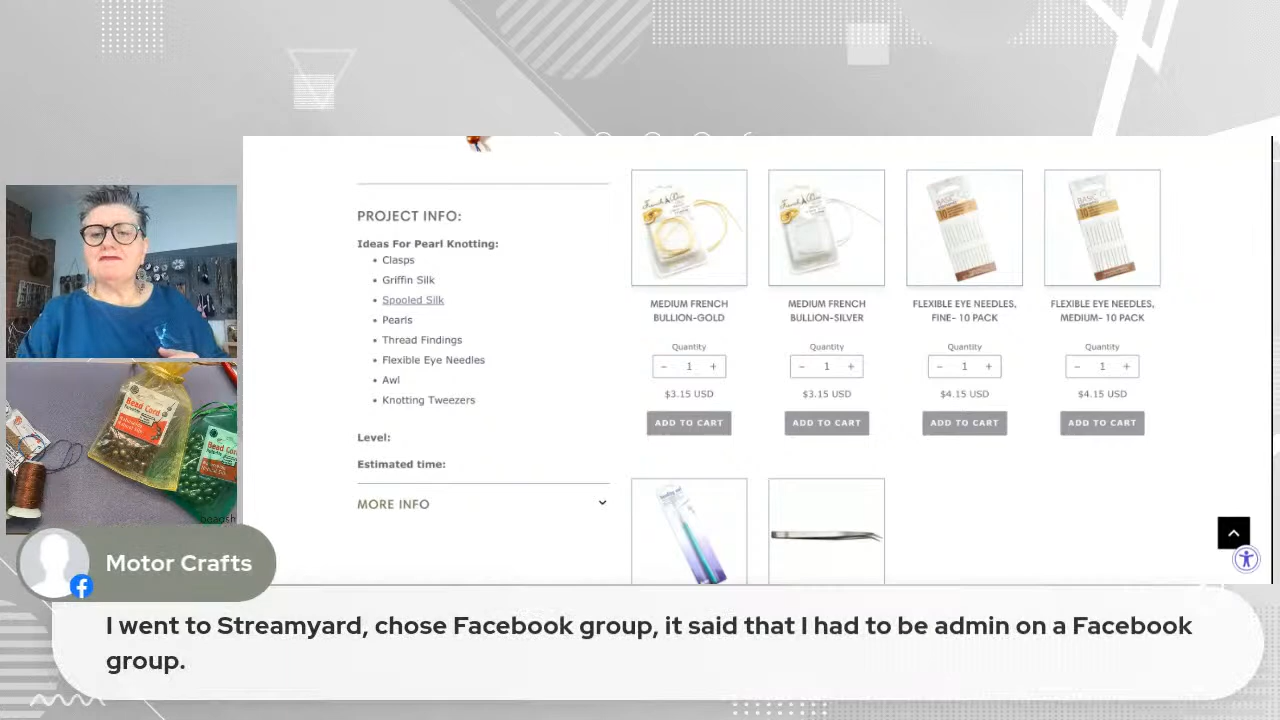 PROJECT INFO:
Ideas For Pearl Knotting:
• Clasps
• Griffin Silk
• Spooled Silk
• Pearls
• Thread Findings
• Flexible Eye Needles
• Awl
• Knotting Tweezers
Level:
Estimated time:
MORE INFO
MEDIUM FRENCH
BULLION-GOLD
Quantity
− 1 +
$3.15 USD
ADD TO CART
MEDIUM FRENCH
BULLION-SILVER
Quantity
− 1 +
$3.15 USD
ADD TO CART
FLEXIBLE EYE NEEDLES,
FINE- 10 PACK
Quantity
− 1 +
$4.15 USD
ADD TO CART
FLEXIBLE EYE NEEDLES,
MEDIUM- 10 PACK
Quantity
− 1 +
$4.15 USD
ADD TO CART
Bead Cord
Motor Crafts
I went to Streamyard, chose Facebook group, it said that I had to be admin on a Facebook
group.